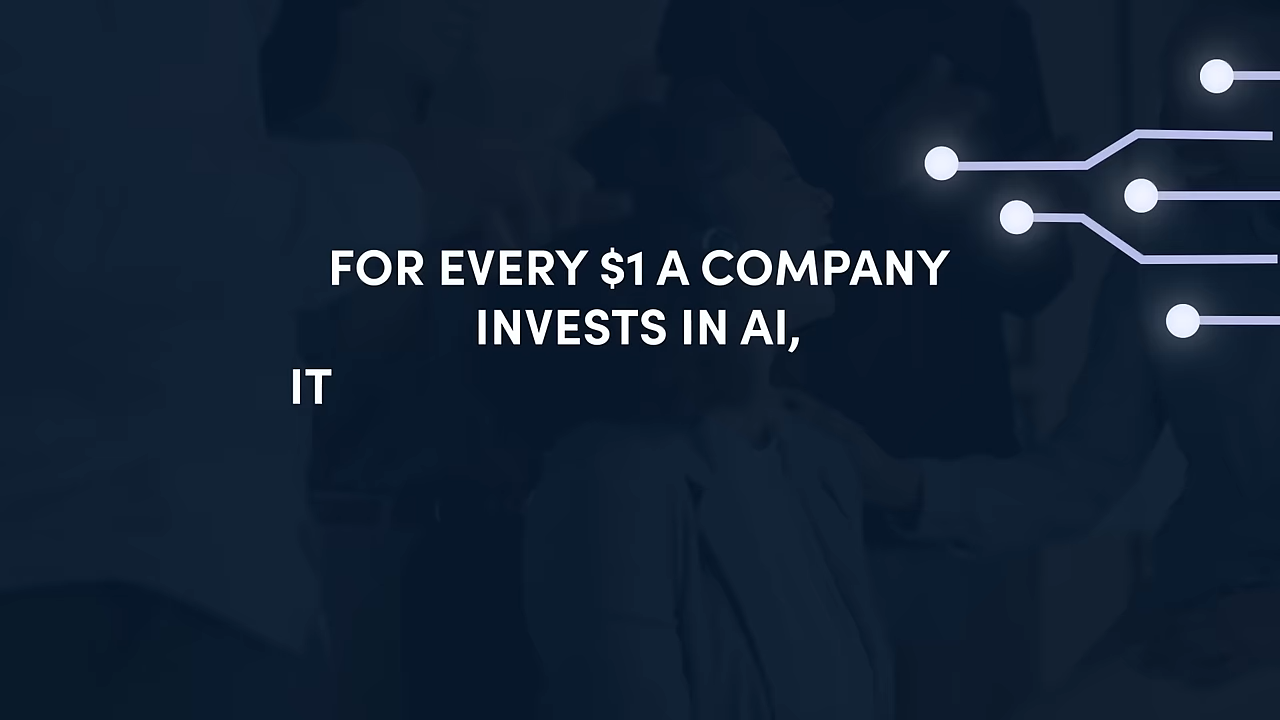 FOR EVERY $1 A COMPANY
INVESTS IN AI,
IT